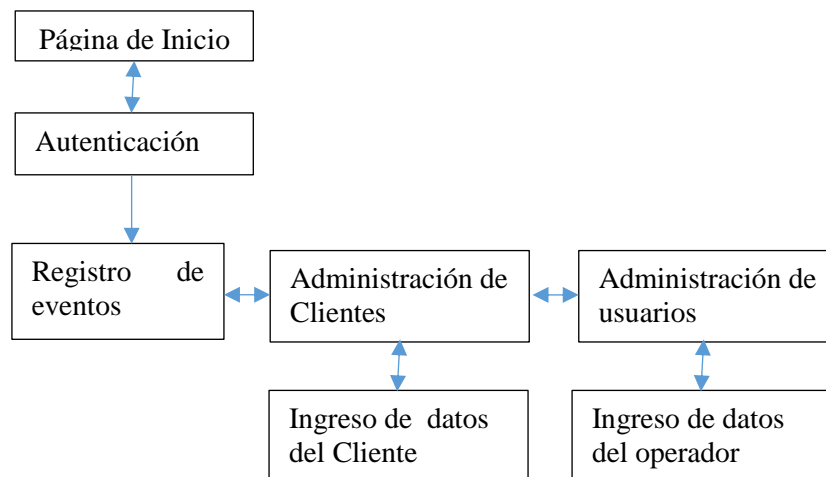 Página de Inicio
Autenticación
Registro de
eventos
Administración de
Clientes
Administración de
usuarios
Ingreso de datos
del Cliente
Ingreso de datos
del operador